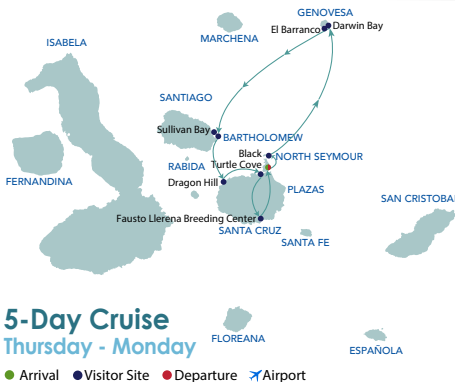 GENOVESA
El Barranco
Darwin Bay
MARCHENA
ISABELA
SANTIAGO
Sullivan Bay
BARTHOLOMEW
Black
Turtle Cove
NORTH SEYMOUR
RABIDA
Dragon Hill
FERNANDINA
PLAZAS
SAN CRISTOBAL
Fausto Llerena Breeding Center
SANTA CRUZ
SANTA FE
5-Day Cruise
Thursday - Monday
FLOREANA
ESPAÑOLA
Arrival
Visitor Site
Departure
Airport